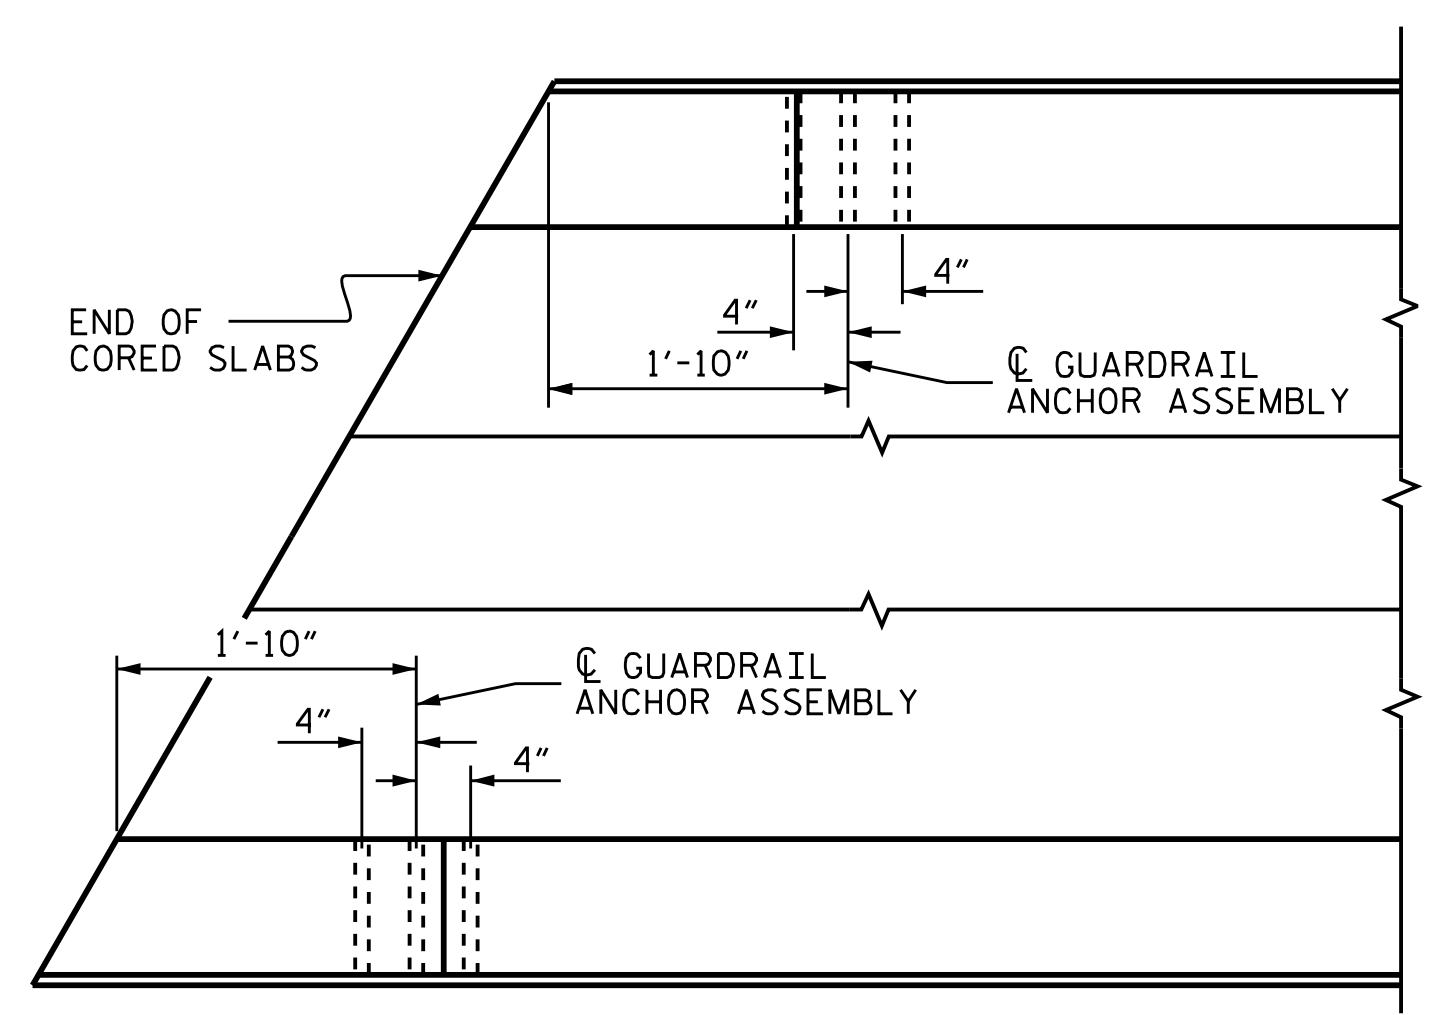 4″
4″
1′-10″
END OF
CORED SLABS
℄ GUARDRAIL
ANCHOR ASSEMBLY
1′-10″
℄ GUARDRAIL
ANCHOR ASSEMBLY
4″
4″